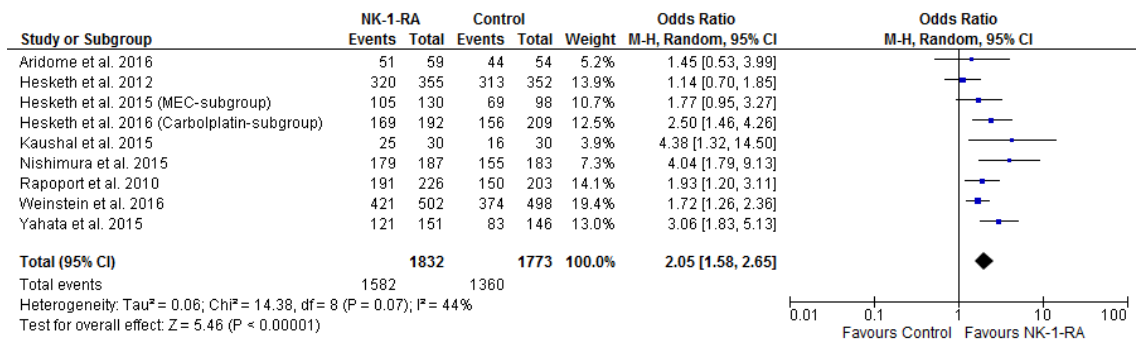 NK-1-RA Control Odds Ratio Odds Ratio
Study or Subgroup Events Total Events Total Weight M-H, Random, 95% CI M-H, Random, 95% CI
Aridome et al. 2016 51 59 44 54 5.2% 1.45 [0.53, 3.99]
Hesketh et al. 2012 320 355 313 352 13.9% 1.14 [0.70, 1.85]
Hesketh et al. 2015 (MEC-subgroup) 105 130 69 98 10.7% 1.77 [0.95, 3.27]
Hesketh et al. 2016 (Carbolplatin-subgroup) 169 192 156 209 12.5% 2.50 [1.46, 4.26]
Kaushal et al. 2015 25 30 16 30 3.9% 4.38 [1.32, 14.50]
Nishimura et al. 2015 179 187 155 183 7.3% 4.04 [1.79, 9.13]
Rapoport et al. 2010 191 226 150 203 14.1% 1.93 [1.20, 3.11]
Weinstein et al. 2016 421 502 374 498 19.4% 1.72 [1.26, 2.36]
Yahata et al. 2015 121 151 83 146 13.0% 3.06 [1.83, 5.13]
Total (95% CI) 1832 1773 100.0% 2.05 [1.58, 2.65]
Total events 1582 1360
Heterogeneity: Tau² = 0.06; Chi² = 14.38, df = 8 (P = 0.07); I² = 44%
Test for overall effect: Z = 5.46 (P < 0.00001)
0.01 0.1 1 10 100
Favours Control Favours NK-1-RA